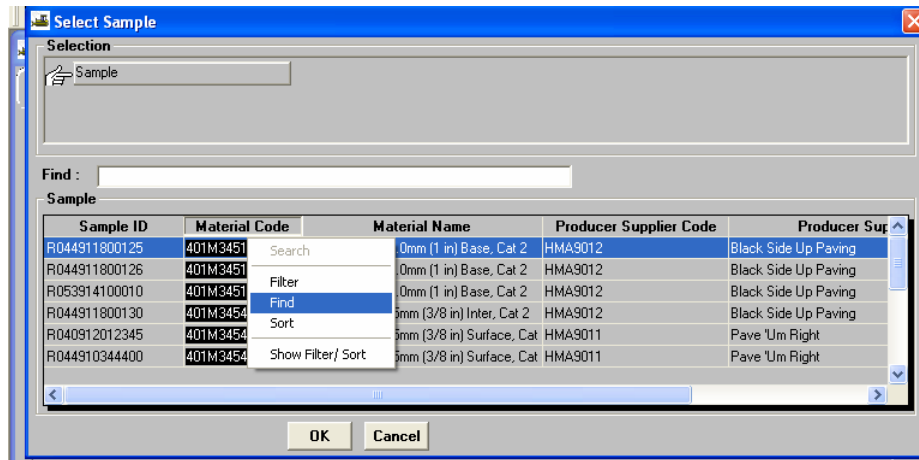 Select Sample
Selection
Sample
Find :
Sample
Sample ID Material Code Material Name Producer Supplier Code Producer Sup
R044911800125 401M3451 .0mm (1 in) Base, Cat 2 HMA9012 Black Side Up Paving
R044911800126 401M3451 .0mm (1 in) Base, Cat 2 HMA9012 Black Side Up Paving
R053914100010 401M3451 .0mm (1 in) Base, Cat 2 HMA9012 Black Side Up Paving
R044911800130 401M3454 5mm (3/8 in) Inter, Cat 2 HMA9012 Black Side Up Paving
R040912012345 401M3454 5mm (3/8 in) Surface, Cat HMA9011 Pave 'Um Right
R044910344400 401M3454 5mm (3/8 in) Surface, Cat HMA9011 Pave 'Um Right
Search
Filter
Find
Sort
Show Filter/ Sort
OK Cancel